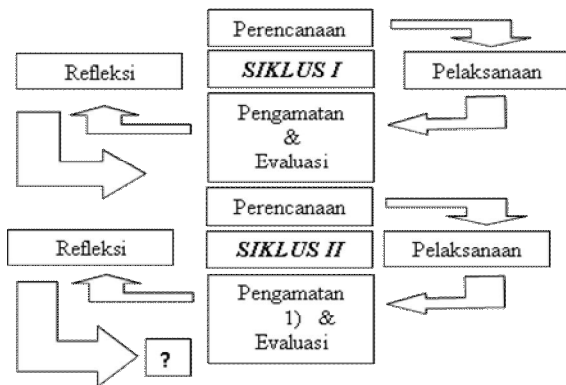 Perencanaan
Refleksi
SIKLUS I
Pelaksanaan
Pengamatan
&
Evaluasi
Perencanaan
Refleksi
SIKLUS II
Pelaksanaan
Pengamatan
1) &
Evaluasi
?